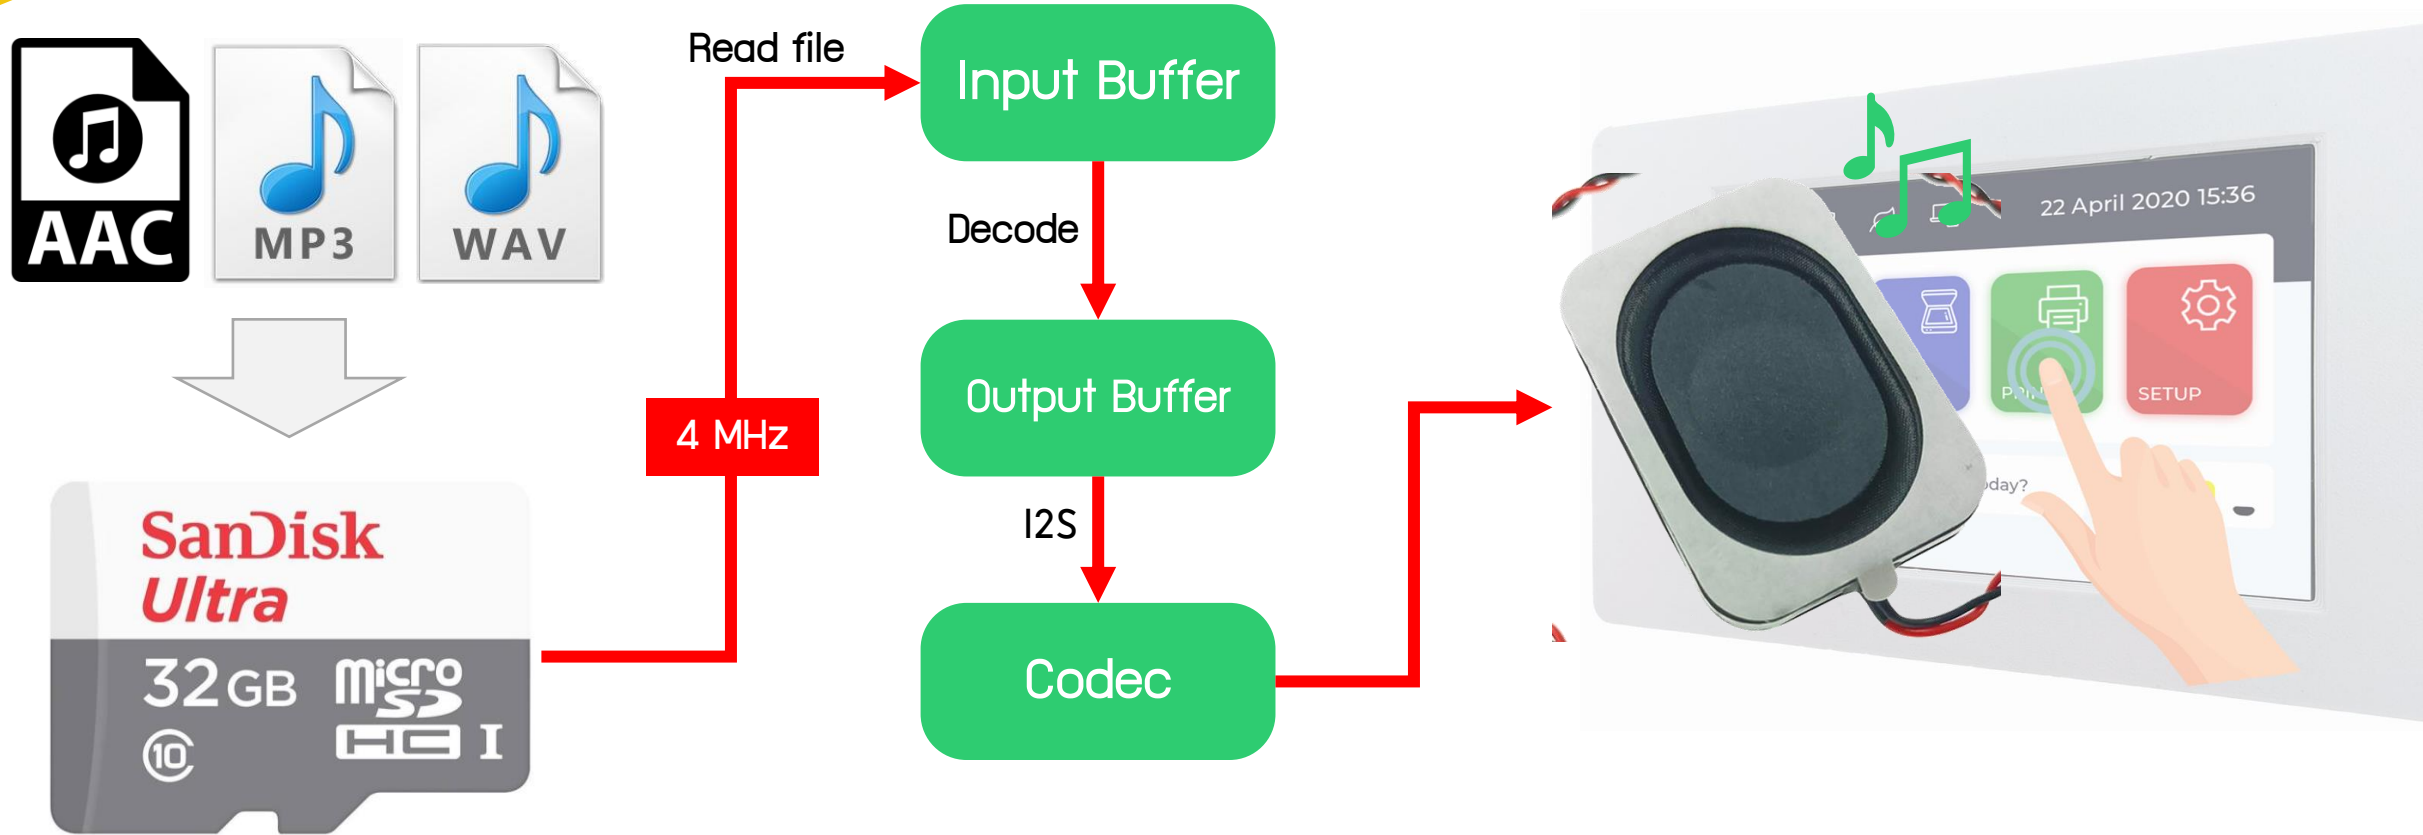 AAC
MP3
WAV
SanDisk
Ultra
32GB
micro
SD
HC I
10
Read file
4 MHz
Input Buffer
Decode
Output Buffer
I2S
Codec
22 April 2020 15:36
SETUP